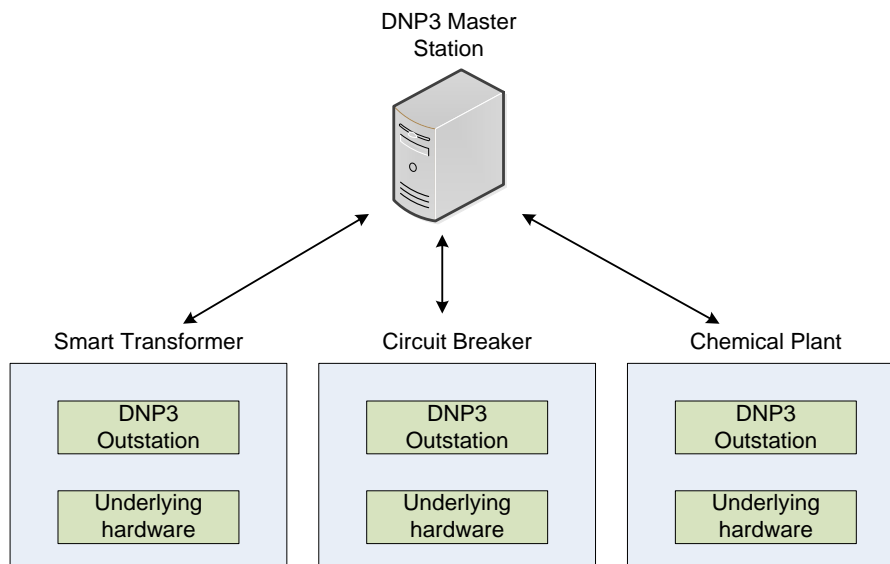 DNP3 Master
Station
Smart Transformer
Circuit Breaker
Chemical Plant
DNP3
Outstation
DNP3
Outstation
DNP3
Outstation
Underlying
hardware
Underlying
hardware
Underlying
hardware